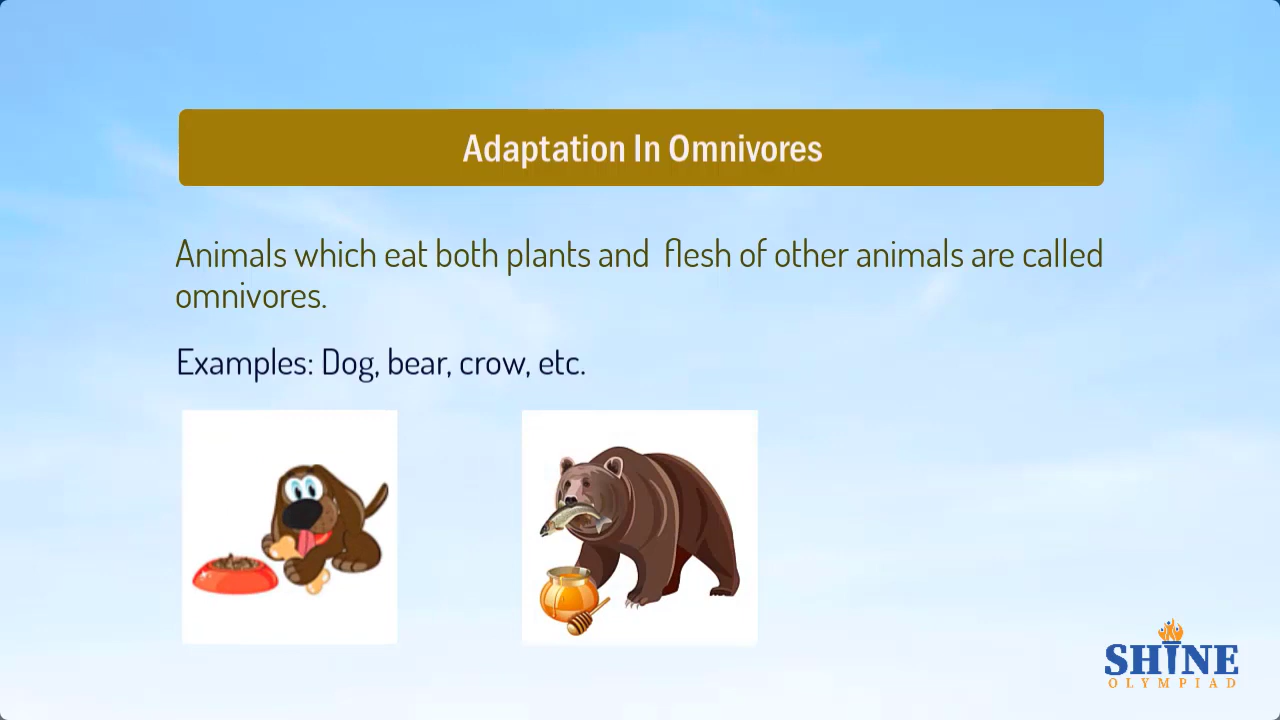 Adaptation In Omnivores
Animals which eat both plants and flesh of other animals are called
omnivores.
Examples: Dog, bear, crow, etc.
SHINE
OLYMPIAD